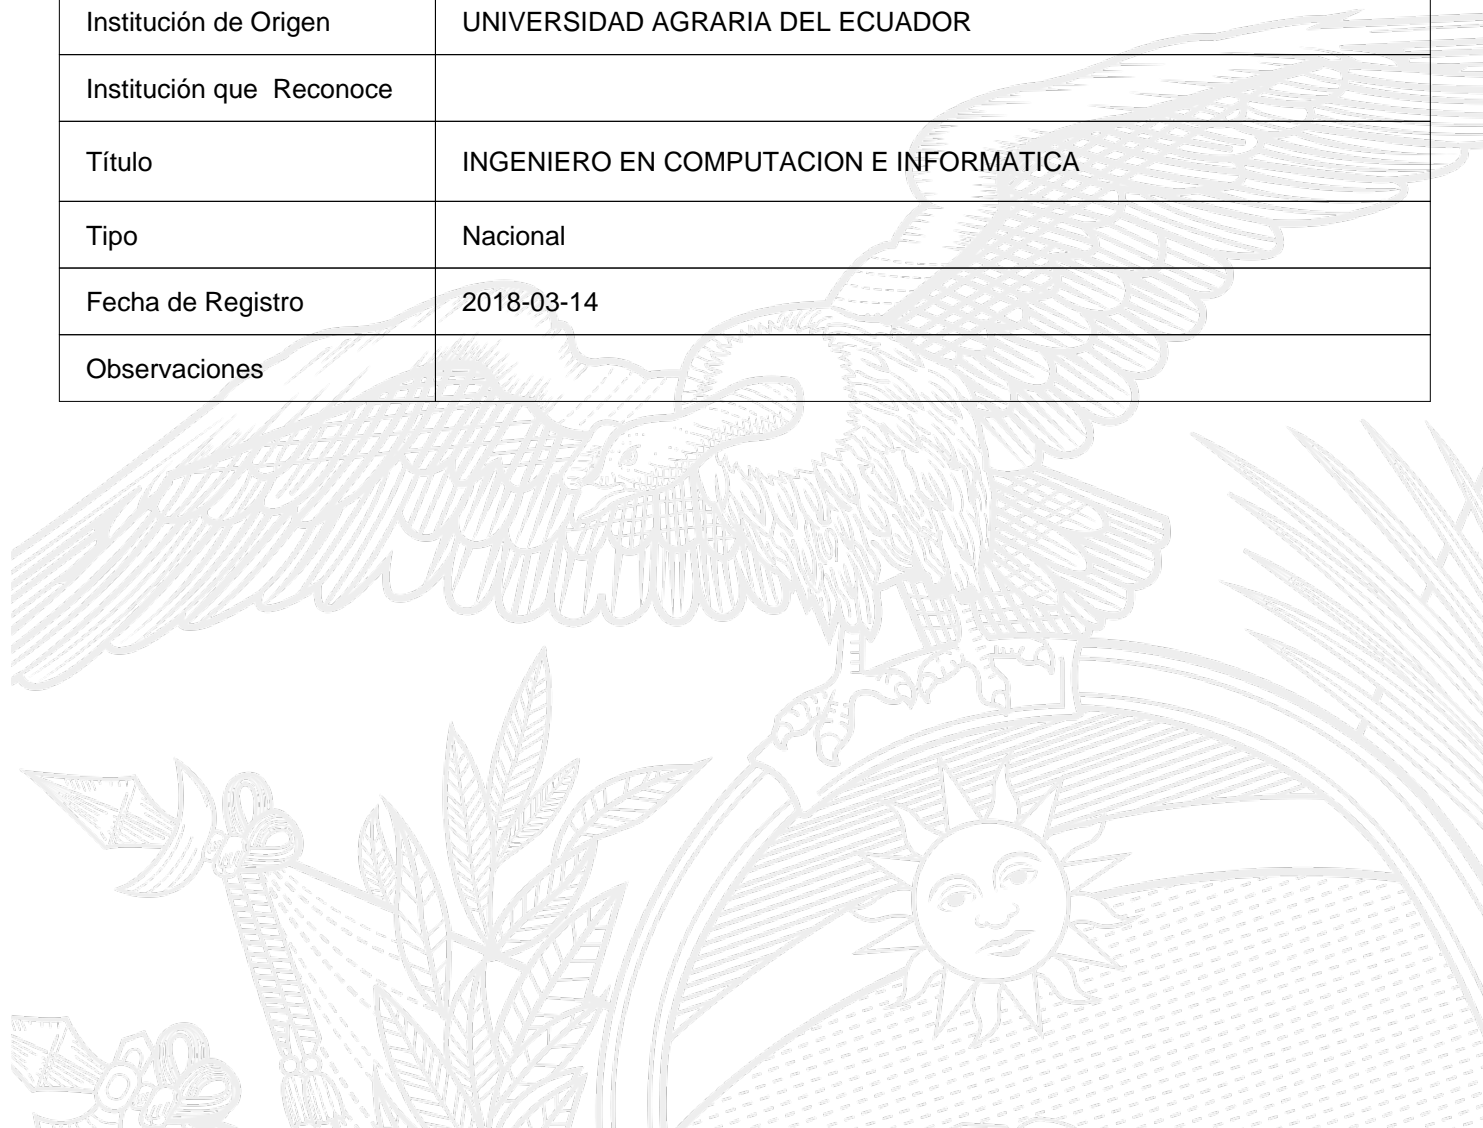 Institución de Origen UNIVERSIDAD AGRARIA DEL ECUADOR
Institución que Reconoce
Título INGENIERO EN COMPUTACION E INFORMATICA
Tipo Nacional
Fecha de Registro 2018-03-14
Observaciones